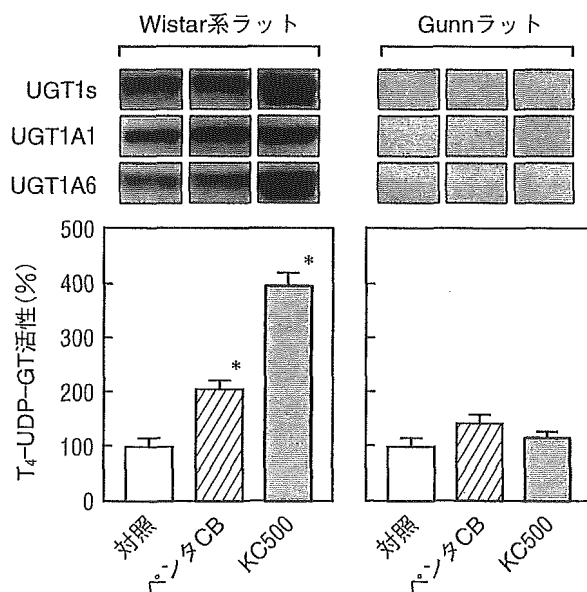 Wistar系ラット
Gunnラット
UGT1s
UGT1A1
UGT1A6
T₄-UDP-GT活性(%)
500
400
300
200
100
0
*
*
対照
ペンタCB
KC500
対照
ペンタCB
KC500